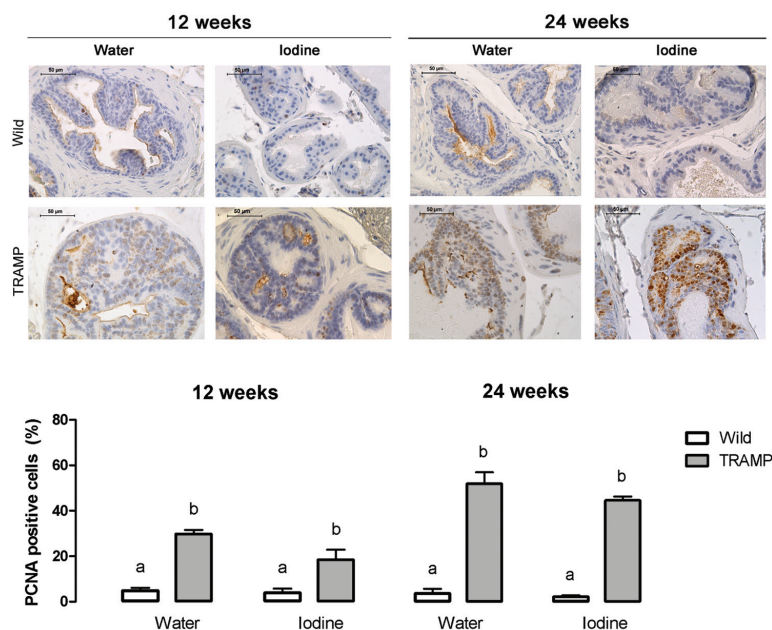 12 weeks
24 weeks
Water
Iodine
Water
Iodine
Wild
50 µm
50 µm
50 µm
50 µm
TRAMP
50 µm
50 µm
50 µm
50 µm
12 weeks
24 weeks
PCNA positive cells (%)
80
60
40
20
0
a
b
a
b
a
b
a
b
Water
Iodine
Water
Iodine
Wild
TRAMP